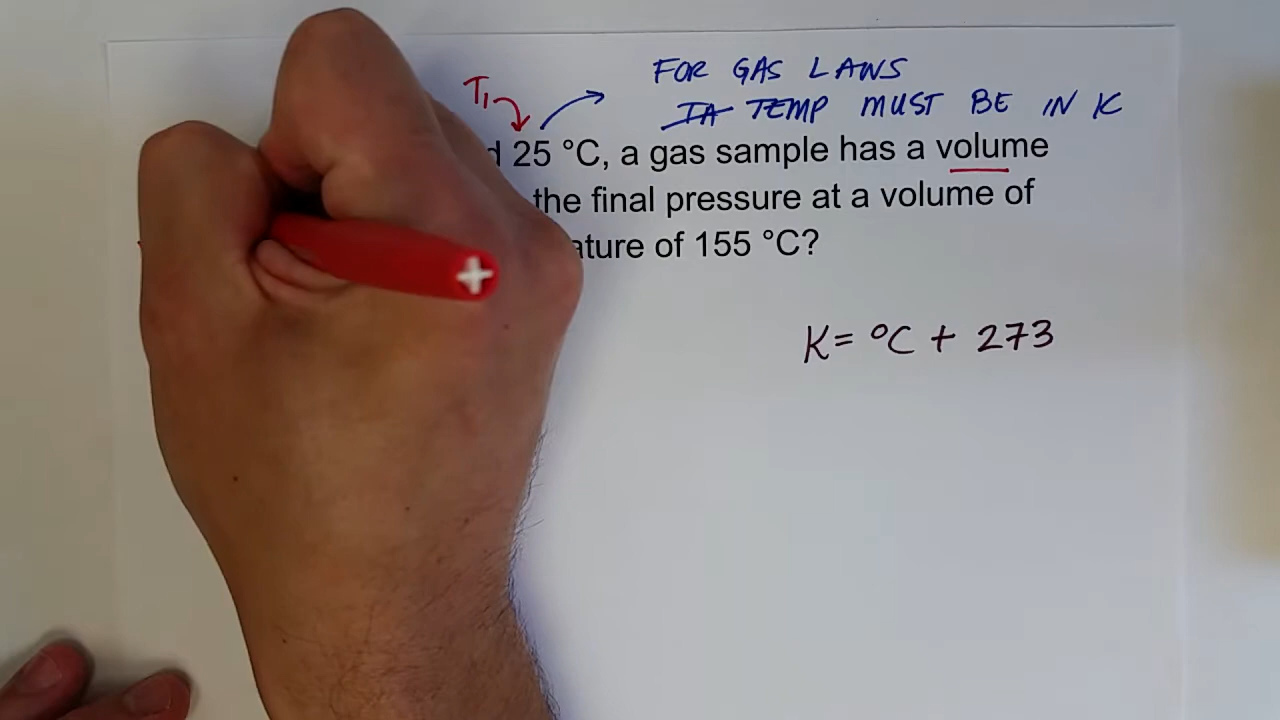 FOR GAS LAWS
T₁ TEMP MUST BE IN K
25 °C, a gas sample has a volume
the final pressure at a volume of
ature of 155 °C?
K = °C + 273